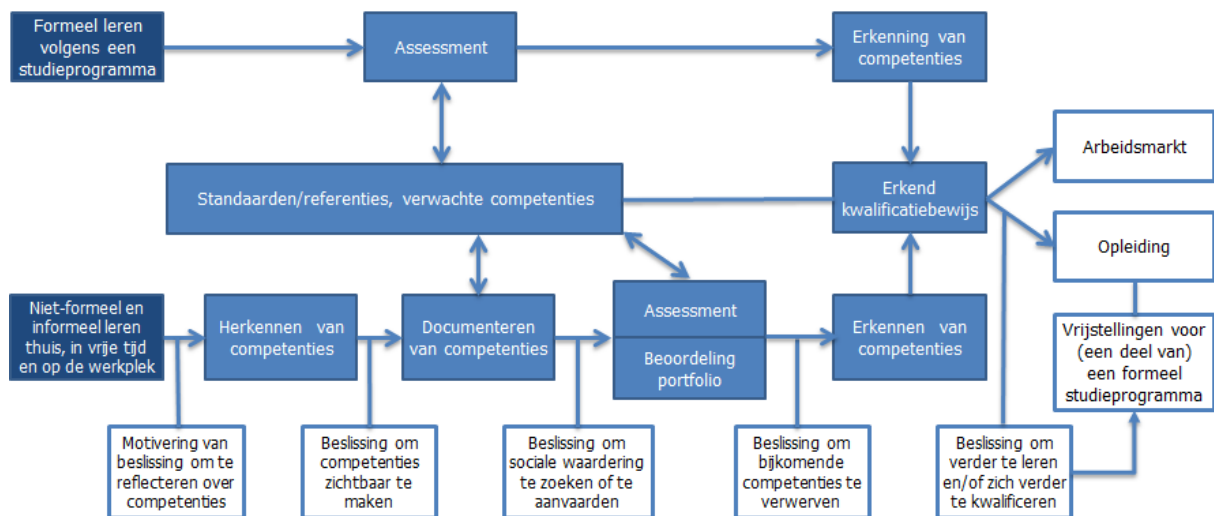 Formeel leren
volgens een
studieprogramma
Assessment
Erkenning van
competenties
Standaarden/referenties, verwachte competenties
Erkend
kwalificatiebewijs
Arbeidsmarkt
Opleiding
Niet-formeel en
informeel leren
thuis, in vrije tijd
en op de werkplek
Herkennen van
competenties
Documenteren
van competenties
Assessment
Beoordeling
portfolio
Erkennen van
competenties
Vrijstellingen voor
(een deel van)
een formeel
studieprogramma
Motivering van
beslissing om te
reflecteren over
competenties
Beslissing om
competenties
zichtbaar te
maken
Beslissing om
sociale waardering
te zoeken of te
aanvaarden
Beslissing om
bijkomende
competenties te
verwerven
Beslissing om
verder te leren
en/of zich verder
te kwalificeren